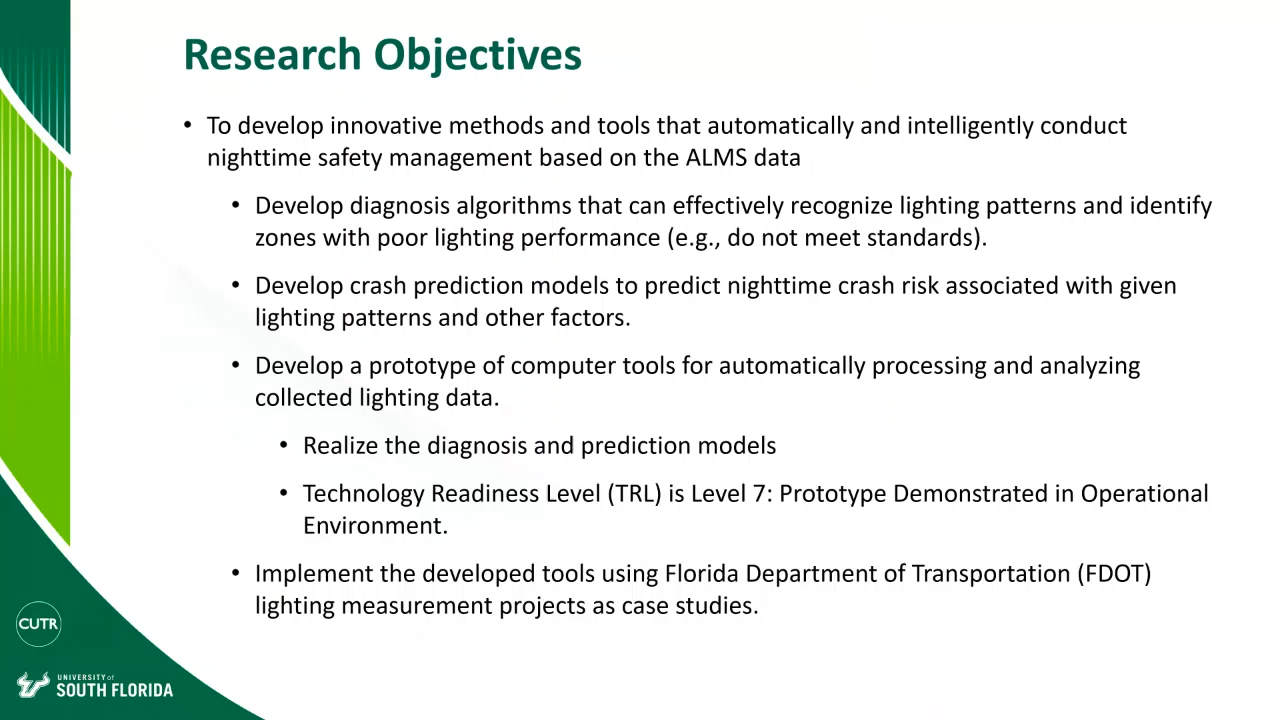 Research Objectives
• To develop innovative methods and tools that automatically and intelligently conduct
nighttime safety management based on the ALMS data
• Develop diagnosis algorithms that can effectively recognize lighting patterns and identify
zones with poor lighting performance (e.g., do not meet standards).
• Develop crash prediction models to predict nighttime crash risk associated with given
lighting patterns and other factors.
• Develop a prototype of computer tools for automatically processing and analyzing
collected lighting data.
• Realize the diagnosis and prediction models
• Technology Readiness Level (TRL) is Level 7: Prototype Demonstrated in Operational
Environment.
• Implement the developed tools using Florida Department of Transportation (FDOT)
lighting measurement projects as case studies.
CUTR
UNIVERSITY of
SOUTH FLORIDA